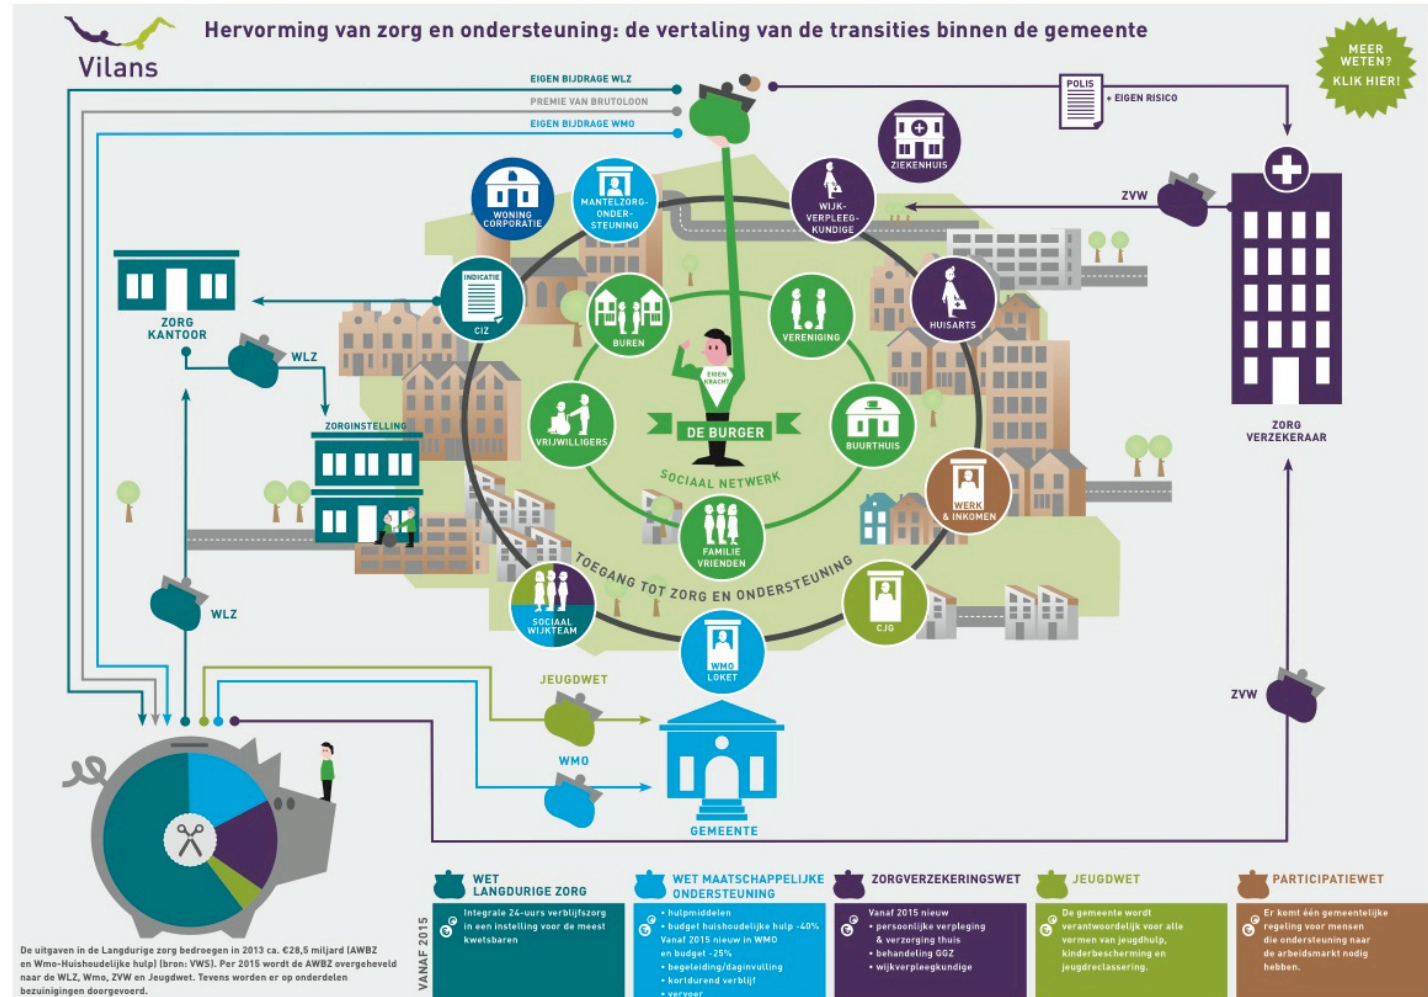 Hervorming van zorg en ondersteuning: de vertaling van de transities binnen de gemeente
Vilans
MEER
WETEN?
KLIK HIER!
EIGEN BIJDRAGE WLZ
PREMIE VAN BRUTOLOON
EIGEN BIJDRAGE WMO
POLIS
+ EIGEN RISICO
ZIEKENHUIS
WONING
CORPORATIE
MANTELZORG-
ONDER-
STEUNING
WIJK-
VERPLEEG-
KUNDIGE
ZVW
INDICATIE
CIZ
BUREN
VERENIGING
HUISARTS
ZORG
KANTOOR
WLZ
EIGEN
KRACHT
DE BURGER
SOCIAAL NETWERK
VRIJWILLIGERS
BUURTHUIS
ZORGINSTELLING
ZORG
VERZEKERAAR
WERK
& INKOMEN
FAMILIE
VRIENDEN
TOEGANG TOT ZORG EN ONDERSTEUNING
SOCIAAL
WIJKTEAM
WMO
LOKET
CJG
WLZ
JEUGDWET
WMO
GEMEENTE
ZVW
De uitgaven in de Langdurige zorg bedroegen in 2013 ca. €28,5 miljard (AWBZ
en Wmo-Huishoudelijke hulp) (bron: VWS). Per 2015 wordt de AWBZ overgeheveld
naar de WLZ, Wmo, ZVW en Jeugdwet. Tevens worden er op onderdelen
bezuinigingen doorgevoerd.
VANAF 2015
WET
LANGDURIGE ZORG
Integrale 24-uurs verblijfszorg
in een instelling voor de meest
kwetsbaren
WET MAATSCHAPPELIJKE
ONDERSTEUNING
• hulpmiddelen
• budget huishoudelijke hulp -40%
Vanaf 2015 nieuw in WMO
en budget -25%
• begeleiding/daginvulling
• kortdurend verblijf
• vervoer
ZORGVERZEKERINGSWET
Vanaf 2015 nieuw
• persoonlijke verpleging
& verzorging thuis
• behandeling GGZ
• wijkverpleegkundige
JEUGDWET
De gemeente wordt
verantwoordelijk voor alle
vormen van jeugdhulp,
kinderbescherming en
jeugdreclassering.
PARTICIPATIEWET
Er komt één gemeentelijke
regeling voor mensen
die ondersteuning naar
de arbeidsmarkt nodig
hebben.